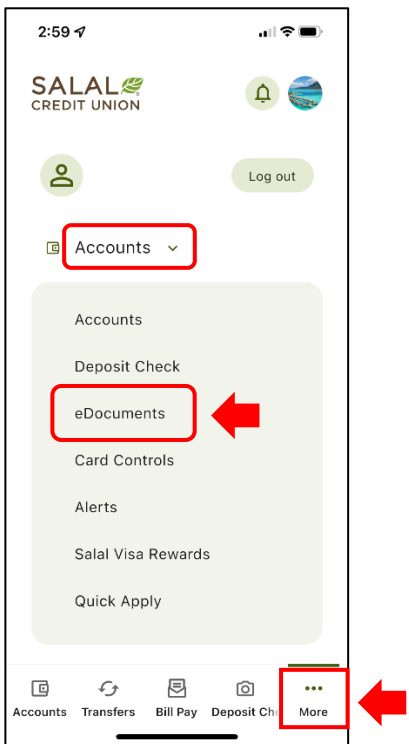 2:59
SALAL
CREDIT UNION
Log out
Accounts
Accounts
Deposit Check
eDocuments
Card Controls
Alerts
Salal Visa Rewards
Quick Apply
Accounts Transfers Bill Pay Deposit Che More